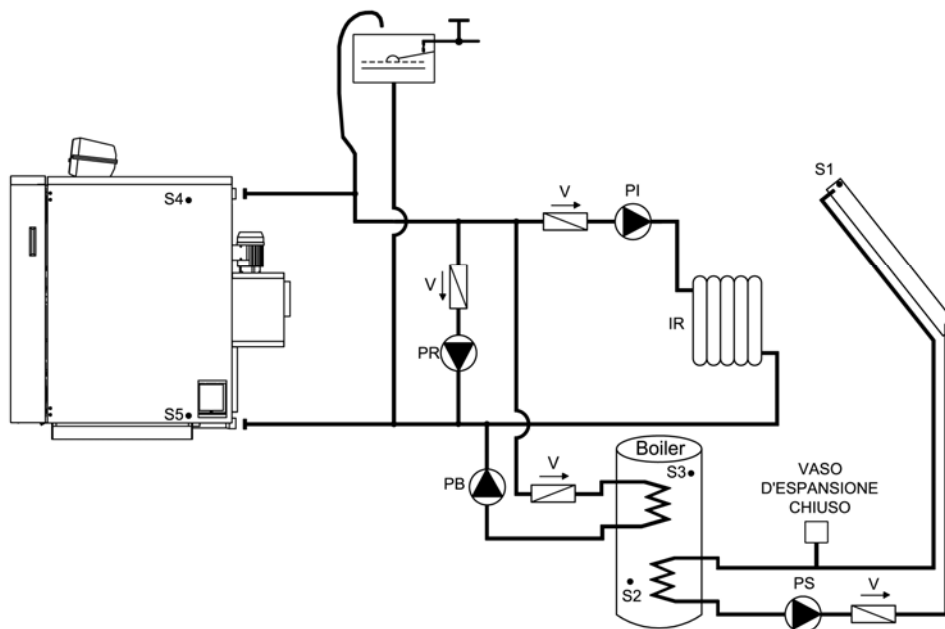 S1
V
PI
S4
V
IR
PR
S5
Boiler
V
S3
PB
VASO
D'ESPANSIONE
CHIUSO
S2
PS
V